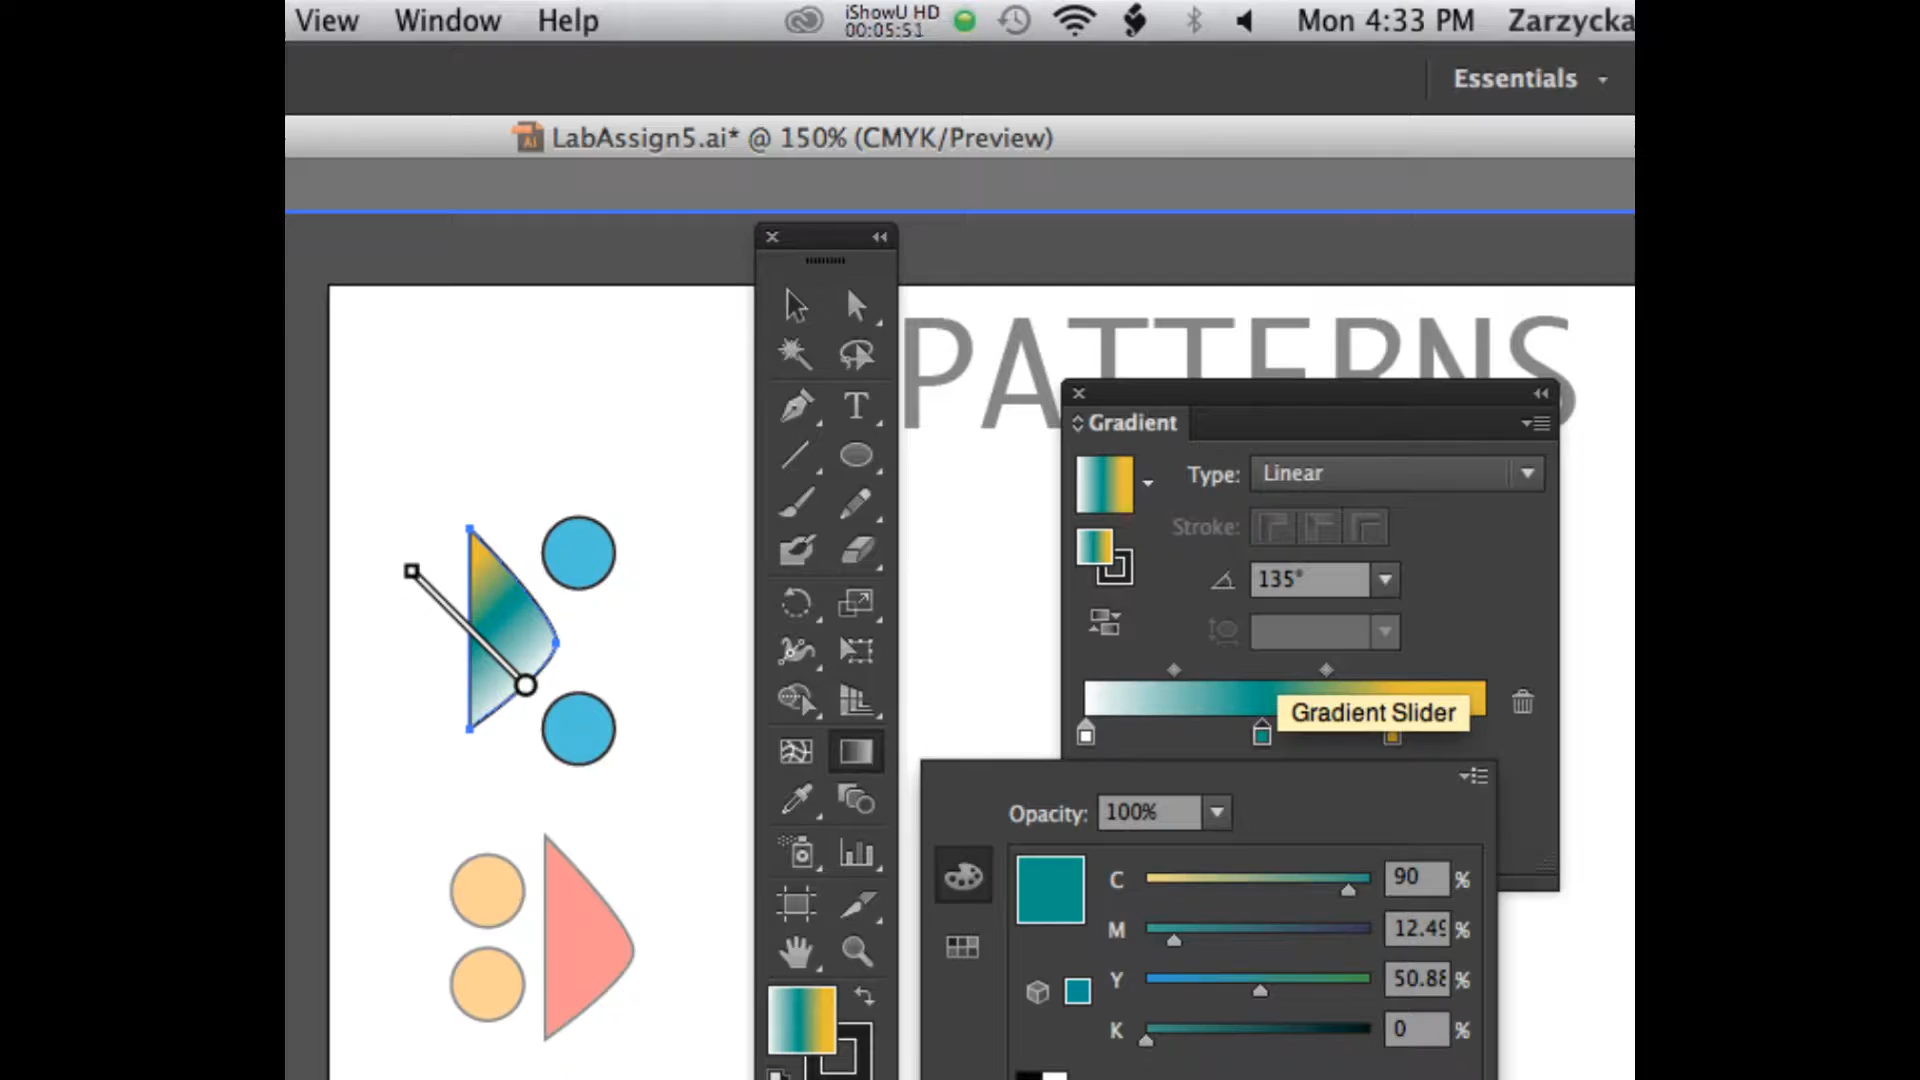 View Window Help iShowU HD Mon 4:33 PM Zarzycka
00:05:51
Essentials
Ai LabAssign5.ai* @ 150% (CMYK/Preview)
PATTERNS
Gradient
Type: Linear
T
Stroke:
135°
Gradient Slider
Opacity: 100%
C 90 %
M 12.49 %
Y 50.88 %
K 0 %